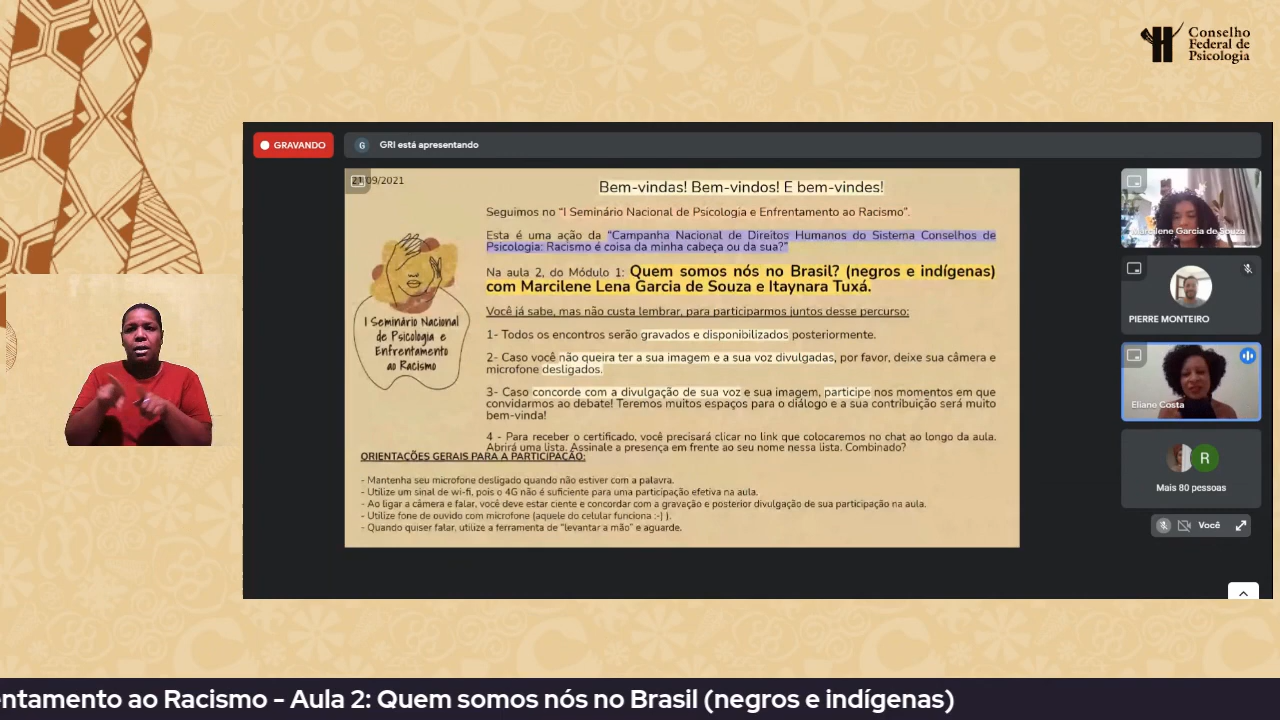 Conselho
Federal de
Psicologia
GRAVANDO
G
GRI está apresentando
21/09/2021
Bem-vindas! Bem-vindos! E bem-vindes!
Seguimos no “I Seminário Nacional de Psicologia e Enfrentamento ao Racismo”.
Esta é uma ação da “Campanha Nacional de Direitos Humanos do Sistema Conselhos de
Psicologia: Racismo é coisa da minha cabeça ou da sua?”
Na aula 2, do Módulo 1: Quem somos nós no Brasil? (negros e indígenas)
com Marcilene Lena Garcia de Souza e Itaynara Tuxá.
Você já sabe, mas não custa lembrar, para participarmos juntos desse percurso:
1- Todos os encontros serão gravados e disponibilizados posteriormente.
2- Caso você não queira ter a sua imagem e a sua voz divulgadas, por favor, deixe sua câmera e
microfone desligados.
3- Caso concorde com a divulgação de sua voz e sua imagem, participe nos momentos em que
convidarmos ao debate! Teremos muitos espaços para o diálogo e a sua contribuição será muito
bem-vinda!
4 - Para receber o certificado, você precisará clicar no link que colocaremos no chat ao longo da aula.
Abrirá uma lista. Assinale a presença em frente ao seu nome nessa lista. Combinado?
I Seminário Nacional
de Psicologia e
Enfrentamento
ao Racismo
ORIENTAÇÕES GERAIS PARA A PARTICIPAÇÃO:
- Mantenha seu microfone desligado quando não estiver com a palavra.
- Utilize um sinal de wi-fi, pois o 4G não é suficiente para uma participação efetiva na aula.
- Ao ligar a câmera e falar, você deve estar ciente e concordar com a gravação e posterior divulgação de sua participação na aula.
- Utilize fone de ouvido com microfone (aquele do celular funciona :-) ).
- Quando quiser falar, utilize a ferramenta de “levantar a mão” e aguarde.
Marcilene Garcia de Souza
PIERRE MONTEIRO
Eliane Costa
R
Mais 80 pessoas
Você
entamento ao Racismo - Aula 2: Quem somos nós no Brasil (negros e indígenas)